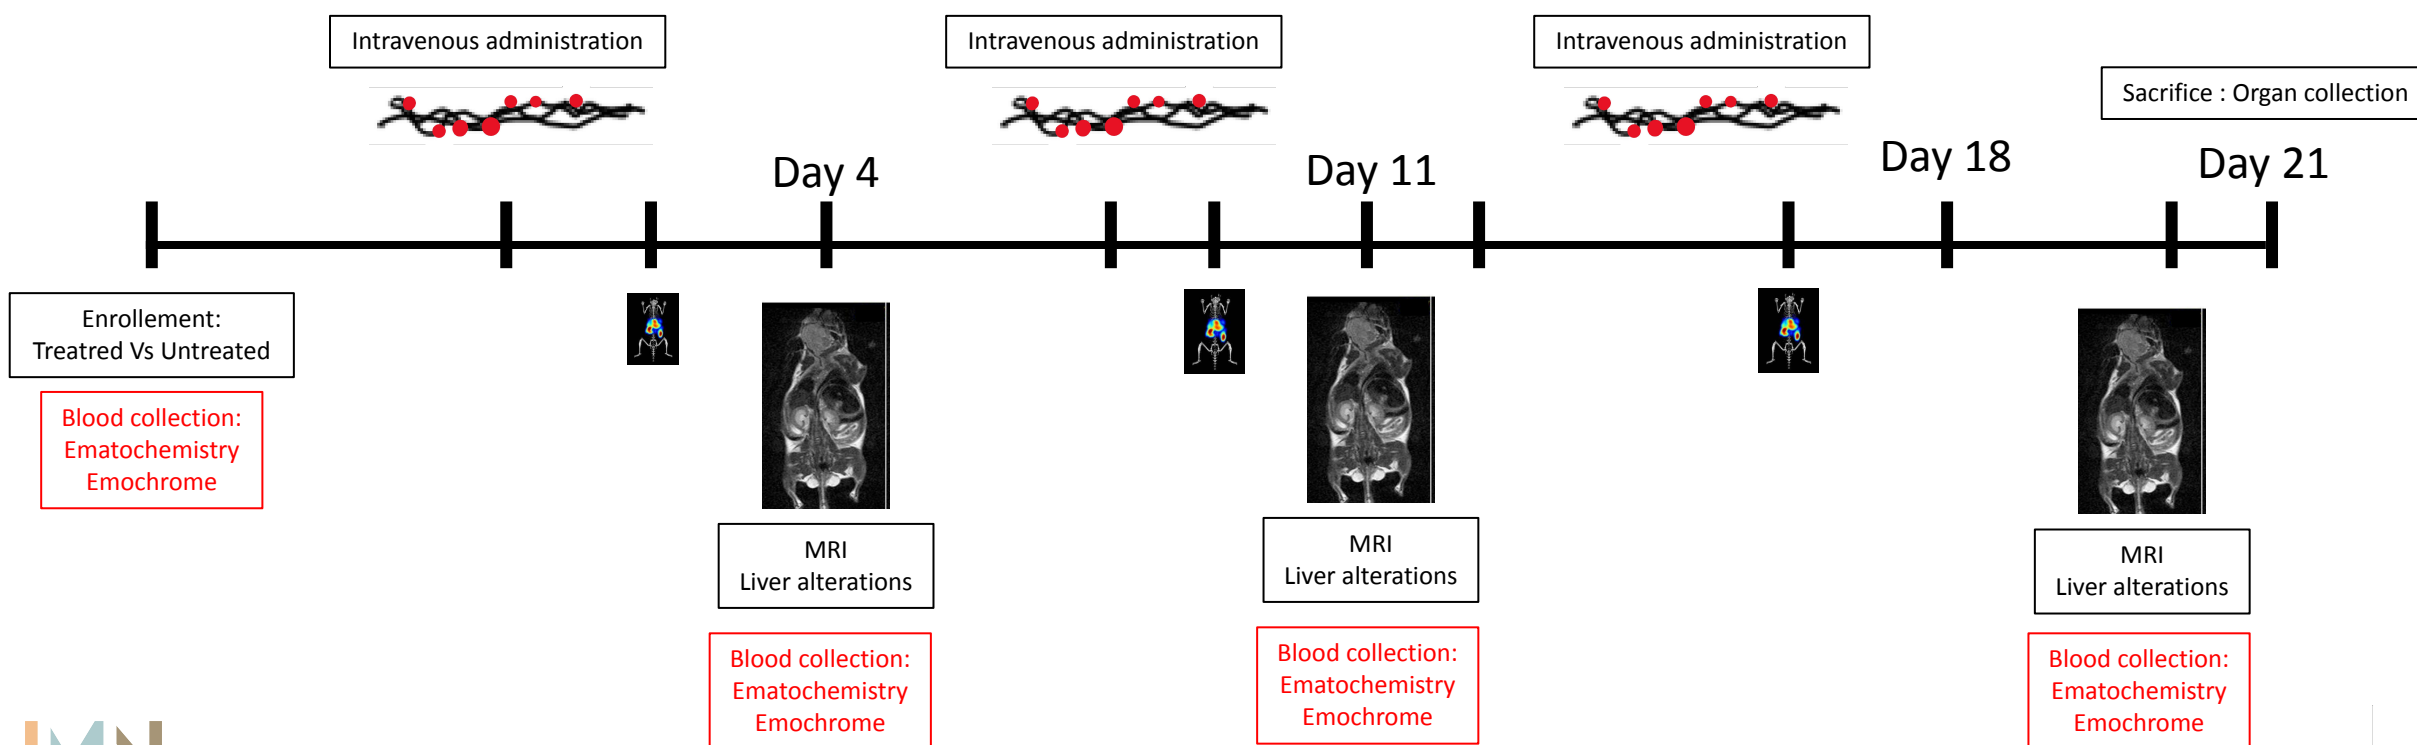 Intravenous administration
Intravenous administration
Intravenous administration
Sacrifice : Organ collection
Day 4
Day 11
Day 18
Day 21
Enrollement:
Treatred Vs Untreated
Blood collection:
Ematochemistry
Emochrome
MRI
Liver alterations
Blood collection:
Ematochemistry
Emochrome
MRI
Liver alterations
Blood collection:
Ematochemistry
Emochrome
MRI
Liver alterations
Blood collection:
Ematochemistry
Emochrome